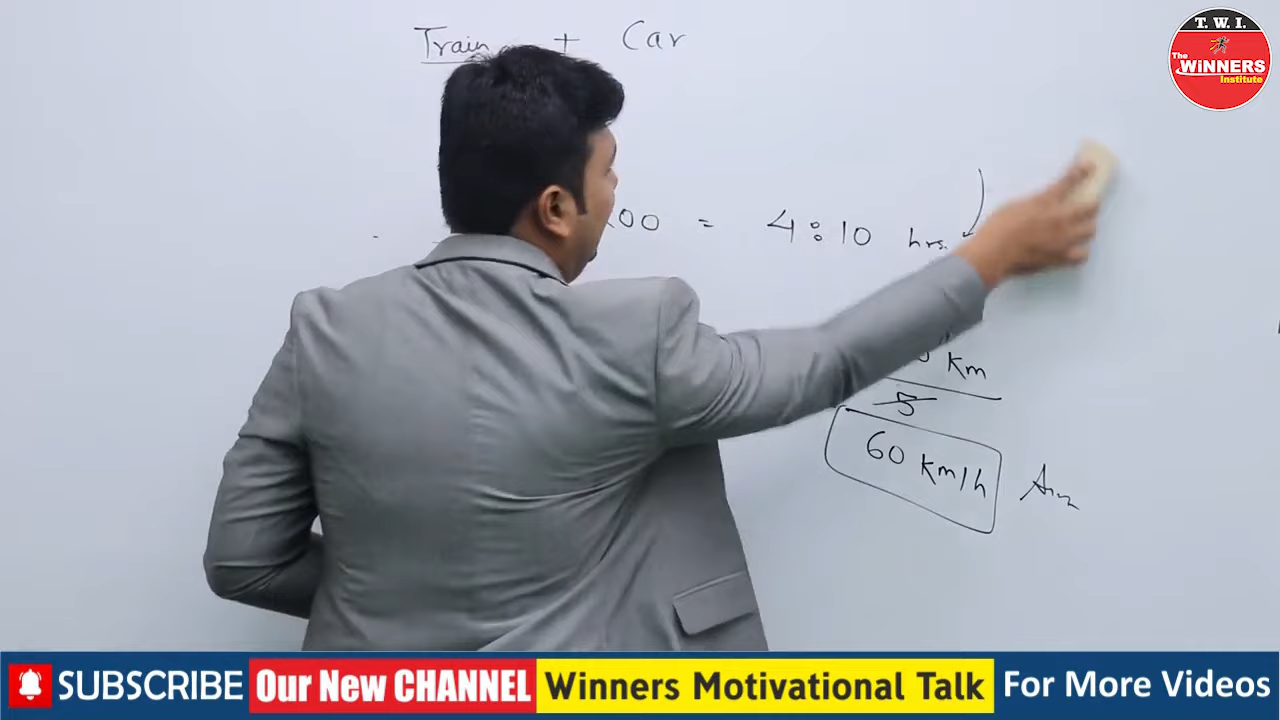 Train + Car
T. W. I.
The
WiNNERS
Institute
00 = 4:10 hrs.
km
5
60 km/h Ans
SUBSCRIBE Our New CHANNEL Winners Motivational Talk For More Videos